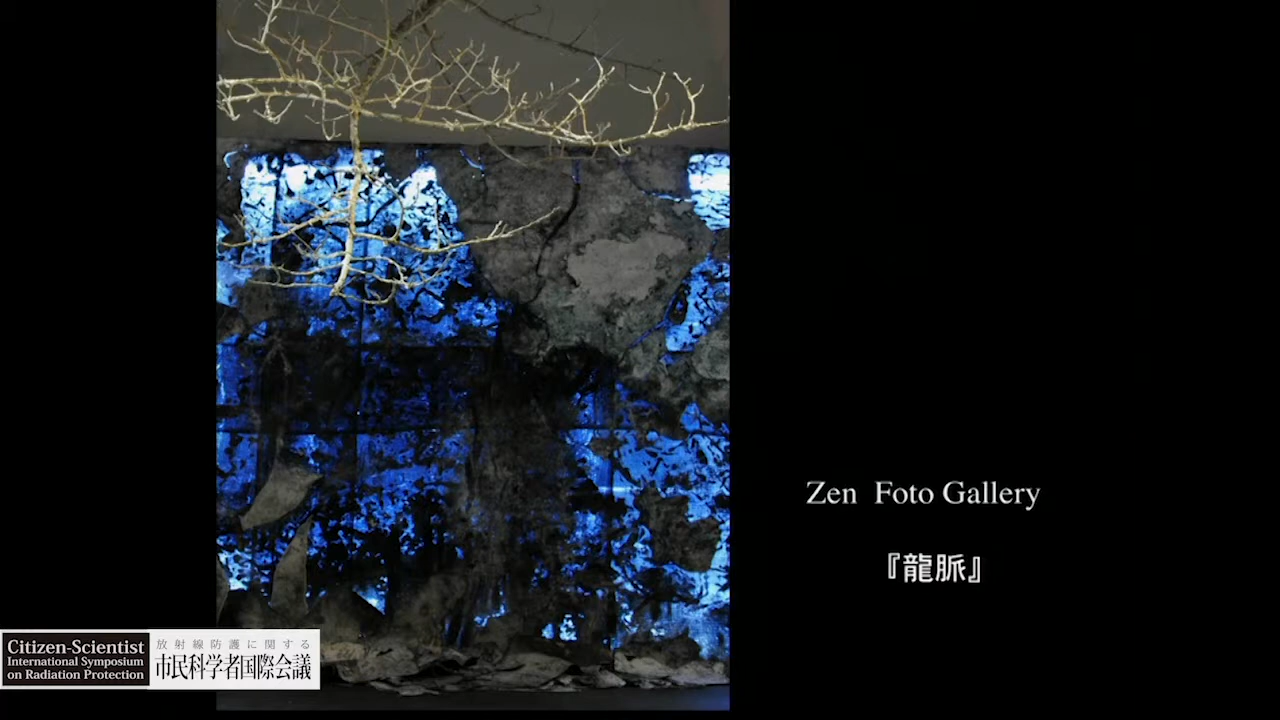 Zen Foto Gallery
『龍脈』
Citizen-Scientist
International Symposium
on Radiation Protection
放射線防護に関する
市民科学者国際会議